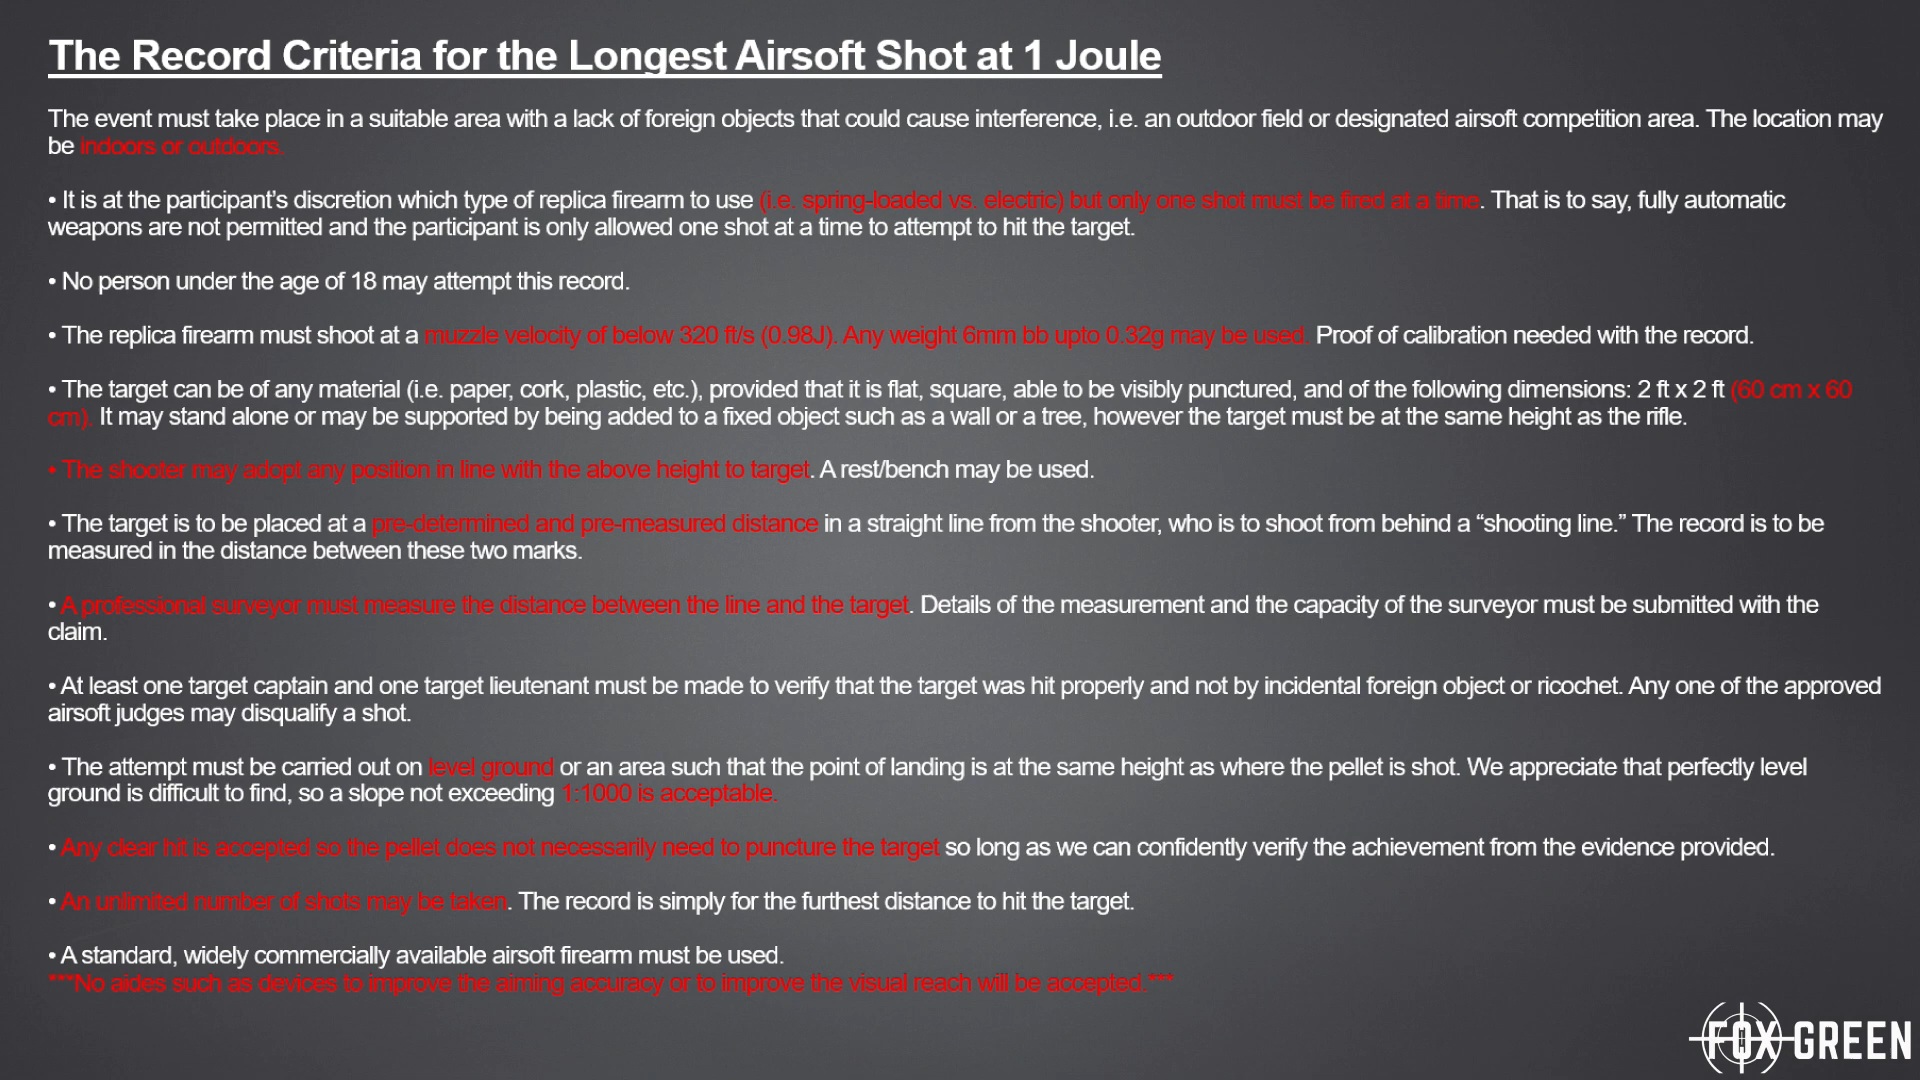 The Record Criteria for the Longest Airsoft Shot at 1 Joule
The event must take place in a suitable area with a lack of foreign objects that could cause interference, i.e. an outdoor field or designated airsoft competition area. The location may
be indoors or outdoors.
• It is at the participant's discretion which type of replica firearm to use (i.e. spring-loaded vs. electric) but only one shot must be fired at a time. That is to say, fully automatic
weapons are not permitted and the participant is only allowed one shot at a time to attempt to hit the target.
• No person under the age of 18 may attempt this record.
• The replica firearm must shoot at a muzzle velocity of below 320 ft/s (0.98J). Any weight 6mm bb upto 0.32g may be used. Proof of calibration needed with the record.
• The target can be of any material (i.e. paper, cork, plastic, etc.), provided that it is flat, square, able to be visibly punctured, and of the following dimensions: 2 ft x 2 ft (60 cm x 60
cm). It may stand alone or may be supported by being added to a fixed object such as a wall or a tree, however the target must be at the same height as the rifle.
• The shooter may adopt any position in line with the above height to target. A rest/bench may be used.
• The target is to be placed at a pre-determined and pre-measured distance in a straight line from the shooter, who is to shoot from behind a “shooting line.” The record is to be
measured in the distance between these two marks.
• A professional surveyor must measure the distance between the line and the target. Details of the measurement and the capacity of the surveyor must be submitted with the
claim.
• At least one target captain and one target lieutenant must be made to verify that the target was hit properly and not by incidental foreign object or ricochet. Any one of the approved
airsoft judges may disqualify a shot.
• The attempt must be carried out on level ground or an area such that the point of landing is at the same height as where the pellet is shot. We appreciate that perfectly level
ground is difficult to find, so a slope not exceeding 1:1000 is acceptable.
• Any clear hit is accepted so the pellet does not necessarily need to puncture the target so long as we can confidently verify the achievement from the evidence provided.
• An unlimited number of shots may be taken. The record is simply for the furthest distance to hit the target.
• A standard, widely commercially available airsoft firearm must be used.
***No aides such as devices to improve the aiming accuracy or to improve the visual reach will be accepted.***
FOX GREEN